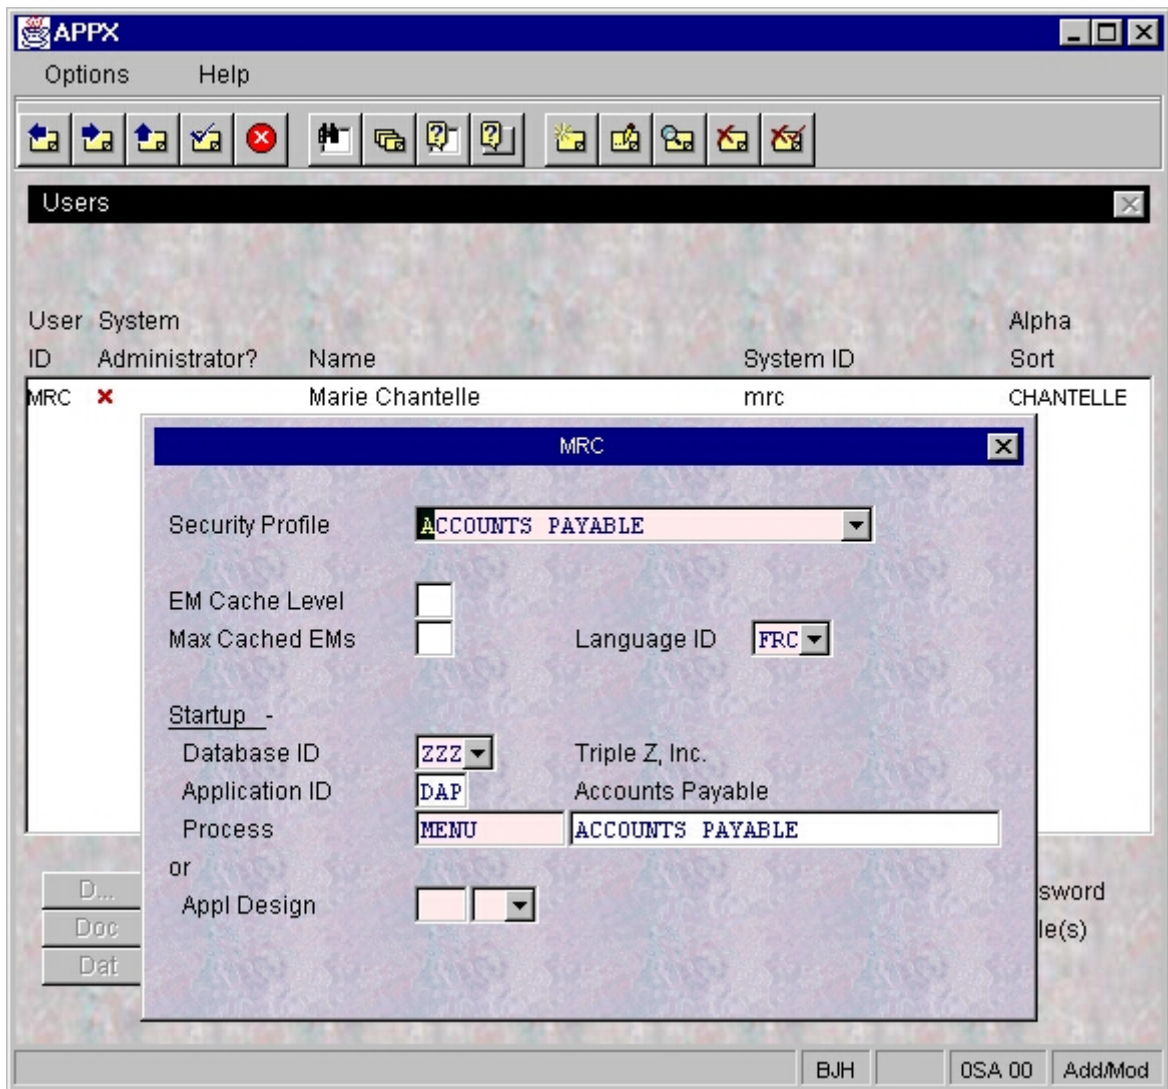 APPX
Options Help
Users
User System Alpha
ID Administrator? Name System ID Sort
MRC Marie Chantelle mrc CHANTELLE
MRC
Security Profile ACCOUNTS PAYABLE
EM Cache Level
Max Cached EMs Language ID FRC
Startup -
Database ID ZZZ Triple Z, Inc.
Application ID DAP Accounts Payable
Process MENU ACCOUNTS PAYABLE
or
Appl Design
D... sword
Doc le(s)
Dat
BJH 0SA 00 Add/Mod